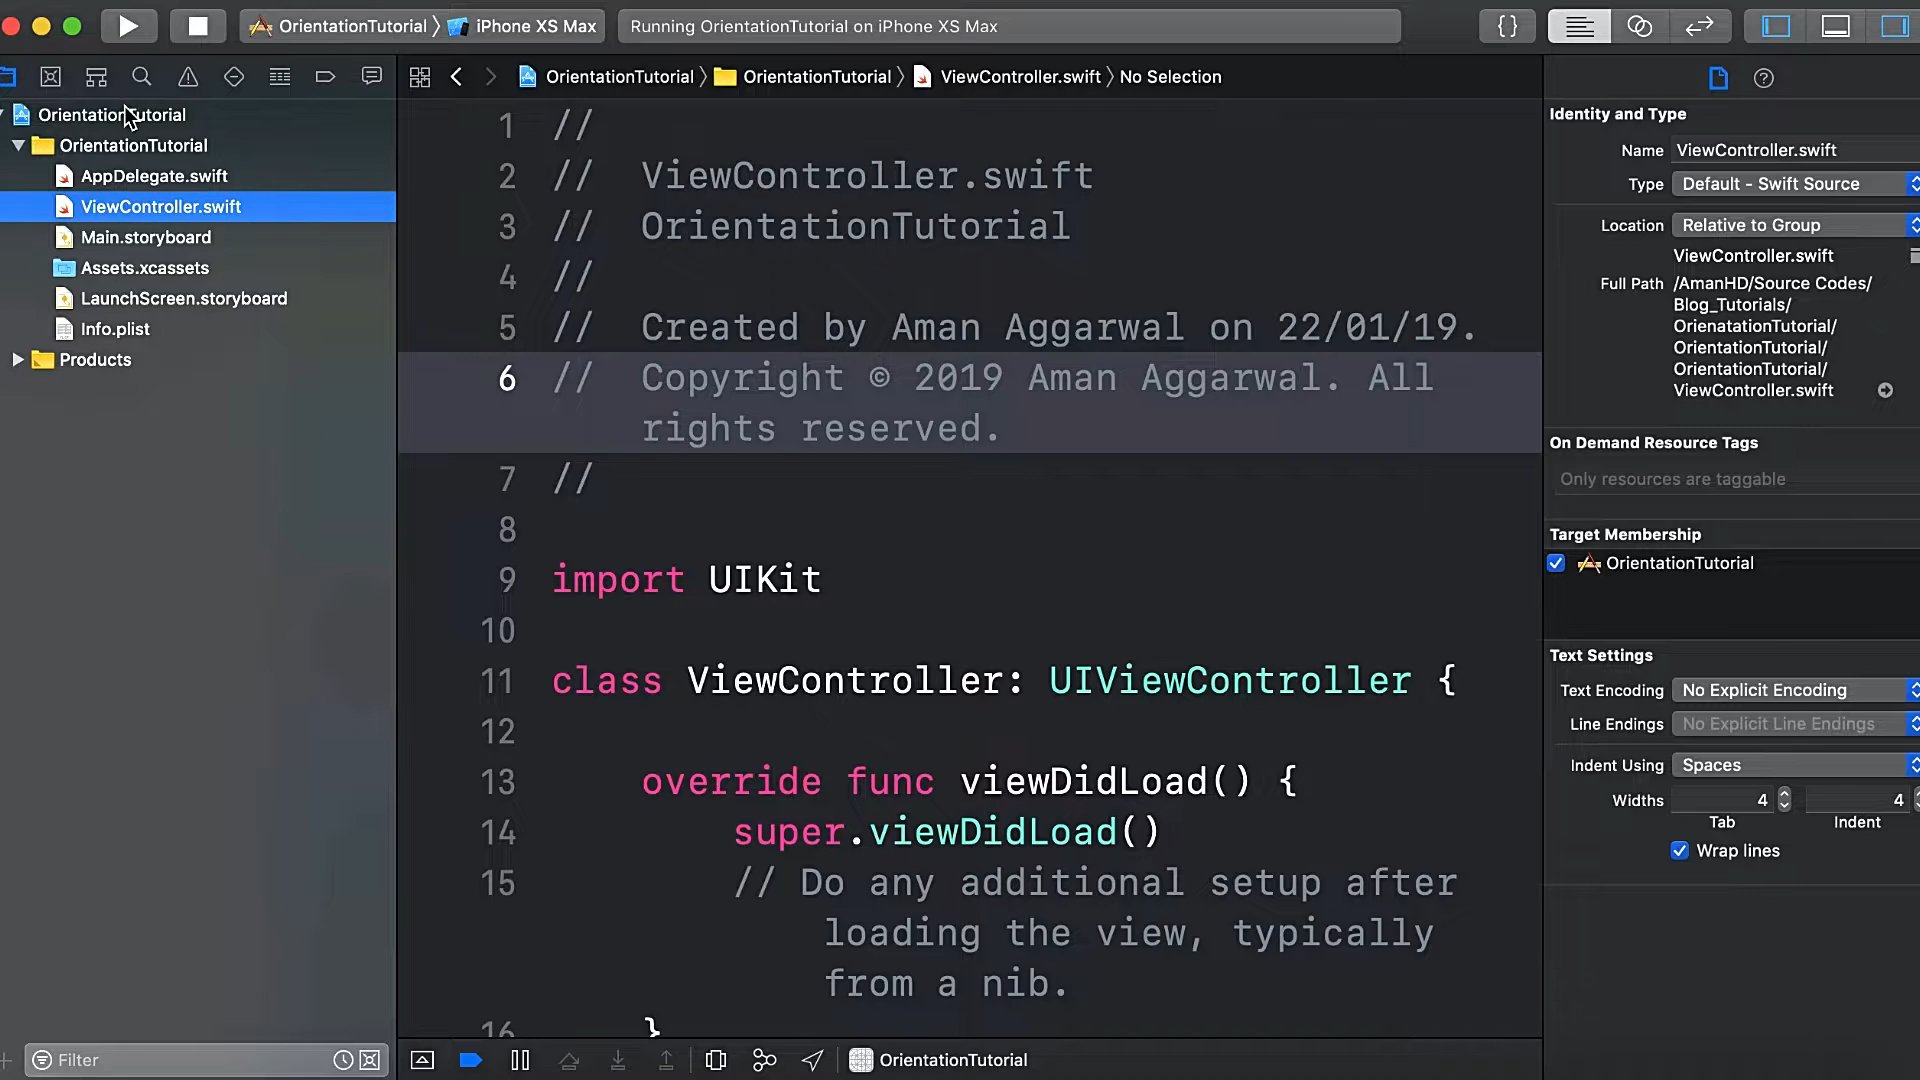 OrientationTutorial 〉 iPhone XS Max
Running OrientationTutorial on iPhone XS Max
{}
OrientationTutorial 〉 OrientationTutorial 〉 ViewController.swift 〉 No Selection
OrientationTutorial
OrientationTutorial
AppDelegate.swift
ViewController.swift
Main.storyboard
Assets.xcassets
LaunchScreen.storyboard
Info.plist
Products
Filter
1 //
2 //  ViewController.swift
3 //  OrientationTutorial
4 //
5 //  Created by Aman Aggarwal on 22/01/19.
6 //  Copyright © 2019 Aman Aggarwal. All
rights reserved.
7 //
8
9 import UIKit
10
11 class ViewController: UIViewController {
12
13 override func viewDidLoad() {
14 super.viewDidLoad()
15 // Do any additional setup after
loading the view, typically
from a nib.
16 }
OrientationTutorial
Identity and Type
Name ViewController.swift
Type Default - Swift Source
Location Relative to Group
ViewController.swift
Full Path /AmanHD/Source Codes/
Blog_Tutorials/
OrienatationTutorial/
OrientationTutorial/
OrientationTutorial/
ViewController.swift
On Demand Resource Tags
Only resources are taggable
Target Membership
OrientationTutorial
Text Settings
Text Encoding No Explicit Encoding
Line Endings No Explicit Line Endings
Indent Using Spaces
Widths 4 4
Tab Indent
Wrap lines